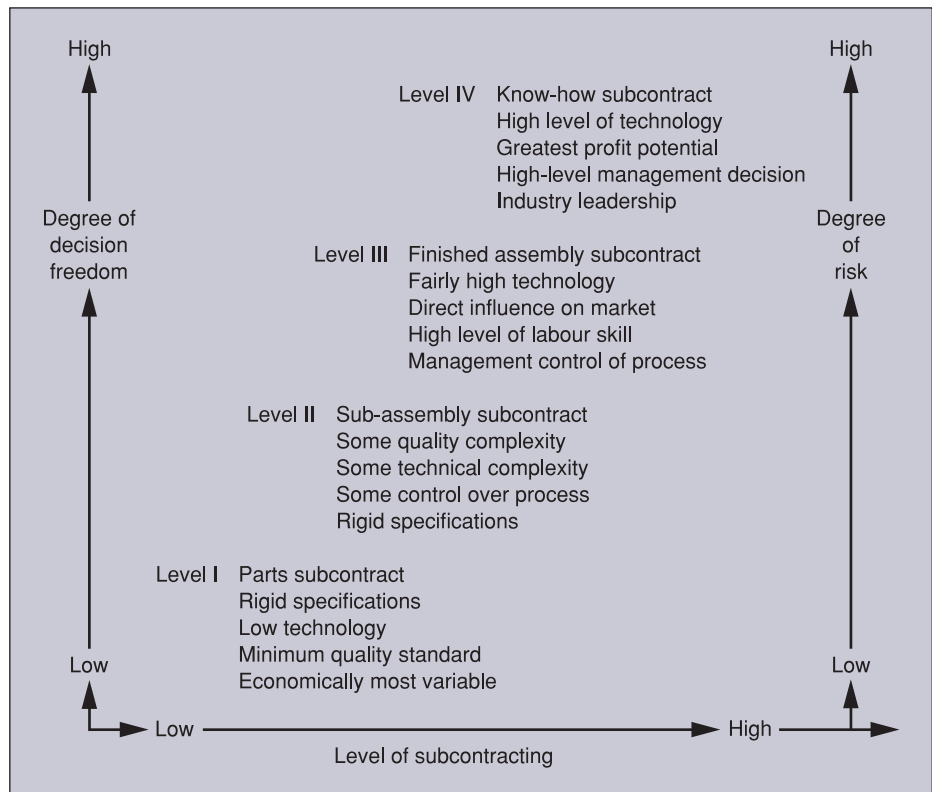 High
High
Level IV Know-how subcontract
High level of technology
Greatest profit potential
High-level management decision
Industry leadership
Degree of
decision
freedom
Degree
of
risk
Level III Finished assembly subcontract
Fairly high technology
Direct influence on market
High level of labour skill
Management control of process
Level II Sub-assembly subcontract
Some quality complexity
Some technical complexity
Some control over process
Rigid specifications
Level I Parts subcontract
Rigid specifications
Low technology
Minimum quality standard
Economically most variable
Low
Low
Low
High
Level of subcontracting